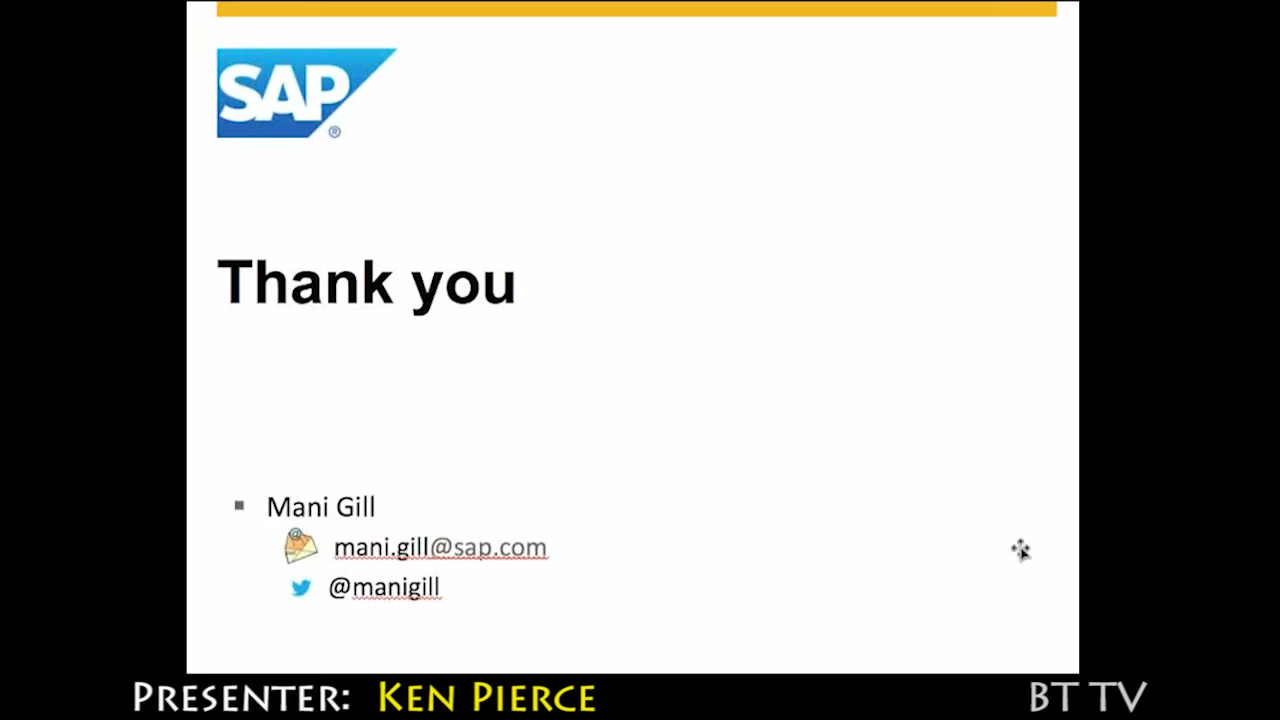 SAP
®
Thank you
Mani Gill
mani.gill@sap.com
@manigill
PRESENTER: KEN PIERCE
BT TV